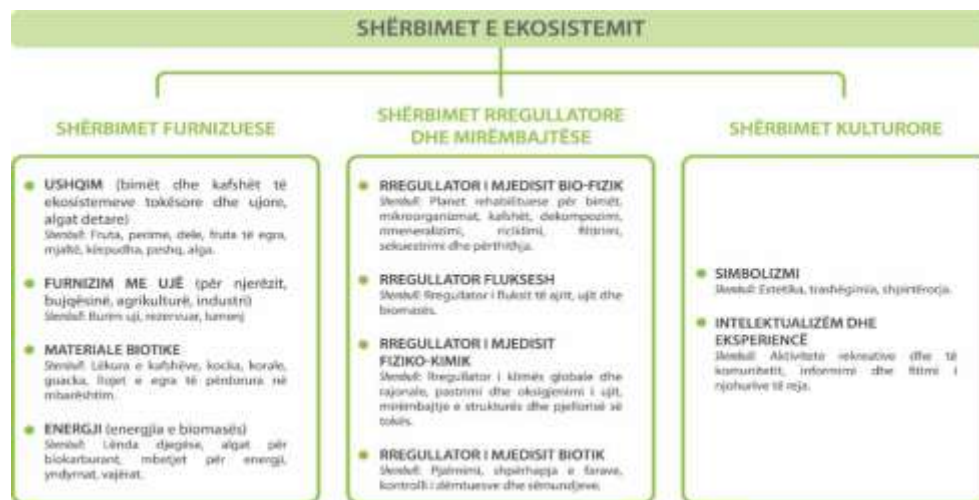 SHËRBIMET E EKOSISTEMIT
SHËRBIMET FURNIZUESE
USHQIM (bimët dhe kafshët të
ekosistemeve tokësore dhe ujore,
algat detare)
Shembull: Fruta, perime, dele, fruta të egra,
mjaltë, kërpudha, peshq, alga.
FURNIZIM ME UJË (për njerëzit,
bujqësinë, agrikulturë, industri)
Shembull: Burim uji, rezervuar, lumenj
MATERIALE BIOTIKE
Shembull: Lëkura e kafshëve, kocka, korale,
guacka, llojet e egra të përdorura në
mbarështim.
ENERGJI (energjia e biomasës)
Shembull: Lënda djegëse, algat për
biokarburant, mbetjet për energji,
yndyrnat, vajërat.
SHËRBIMET RREGULLATORE
DHE MIRËMBAJTËSE
RREGULLATOR I MJEDISIT BIO-FIZIK
Shembull: Planet rehabilituese për bimët,
mikroorganizmat, kafshët, dekompozimi,
mineralizimi, riciklimi, filtrimi,
sekuestrimi dhe përthithja.
RREGULLATOR FLUKSESH
Shembull: Rregullator i fluksit të ajrit, ujit dhe
biomasës.
RREGULLATOR I MJEDISIT
FIZIKO-KIMIK
Shembull: Rregullator i klimës globale dhe
rajonale, pastrimi dhe oksigjenimi i ujit,
mirëmbajtje e strukturës dhe pjellorisë së
tokës.
RREGULLATOR I MJEDISIT BIOTIK
Shembull: Pjalmimi, shpërhapja e farave,
kontrolli i dëmtuesve dhe sëmundjeve.
SHËRBIMET KULTURORE
SIMBOLIZMI
Shembull: Estetika, trashëgimia, shpirtërorja.
INTELEKTUALIZËM DHE
EKSPERIENCË
Shembull: Aktivitete rekreative dhe të
komunitetit, informimi dhe fitimi i
njohurive të reja.